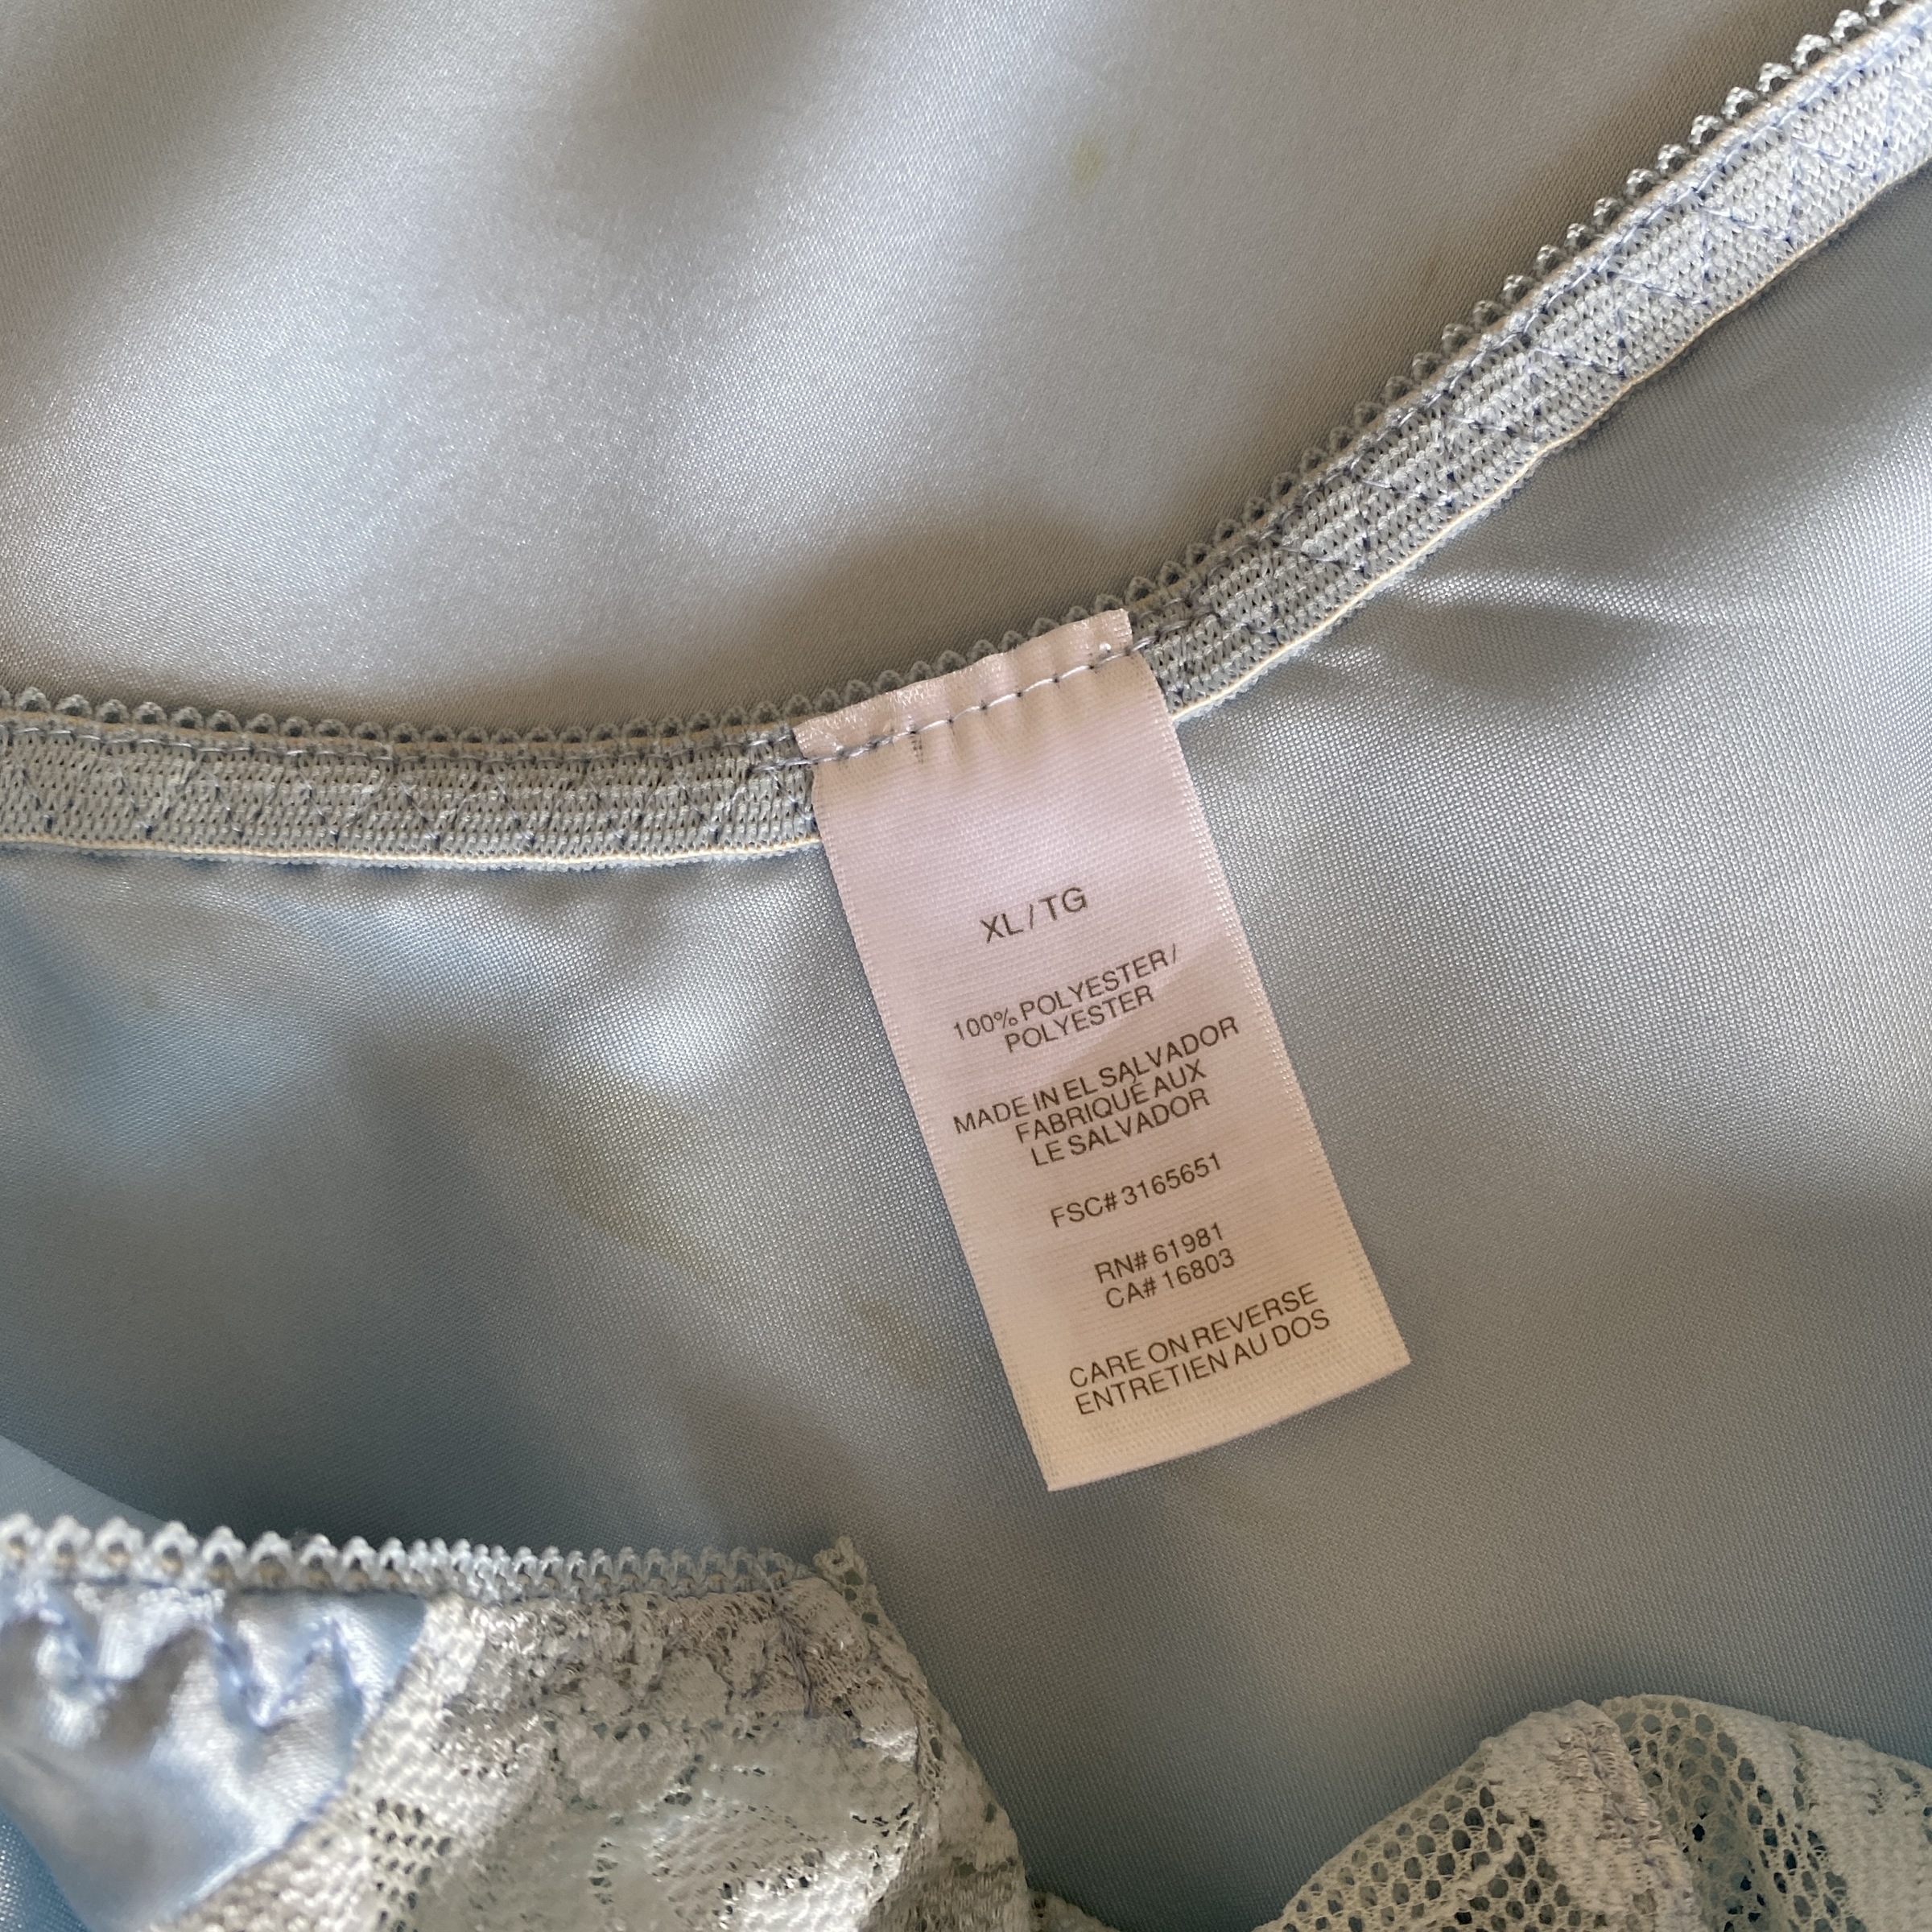 XL/TG
100% POLYESTER/
POLYESTER
MADE IN EL SALVADOR
FABRIQUÉ AUX
LE SALVADOR
FSC# 3165651
RN# 61981
CA# 16803
CARE ON REVERSE
ENTRETIEN AU DOS